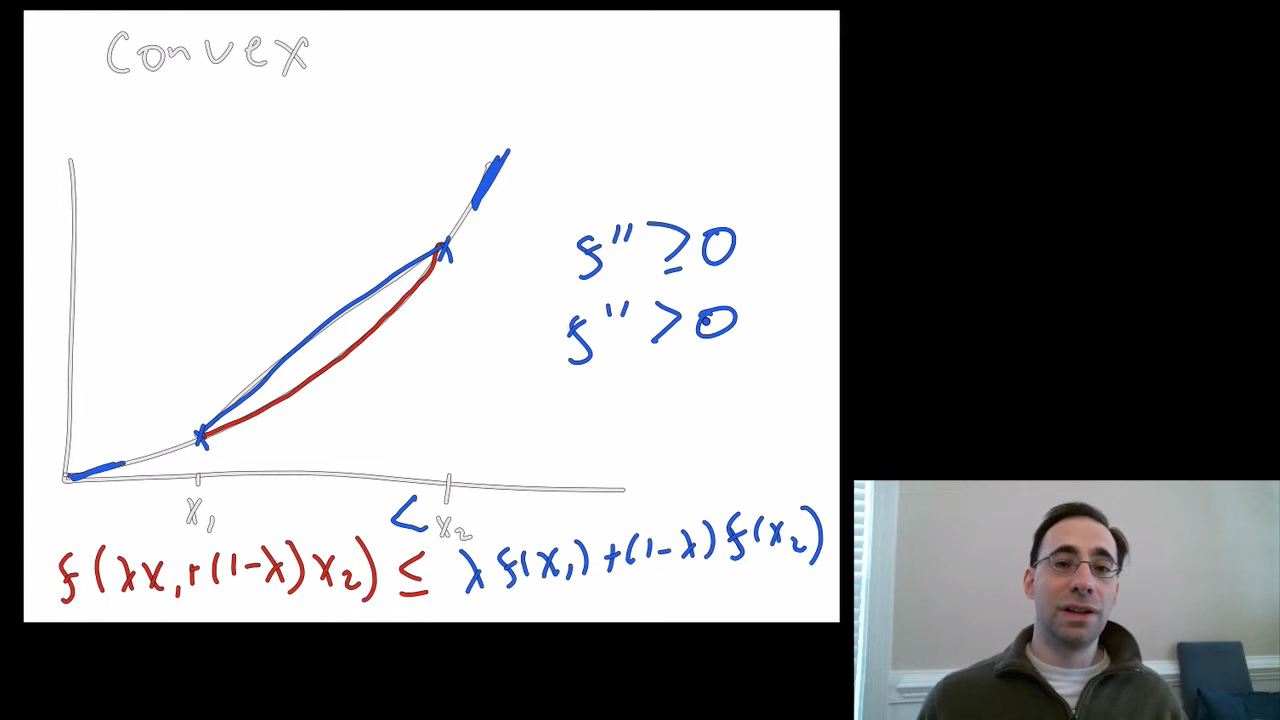 Convex
f'' ≥ 0
f'' > 0
x₁
< x₂
f(λx₁+(1-λ)x₂) ≤ λf(x₁)+(1-λ)f(x₂)